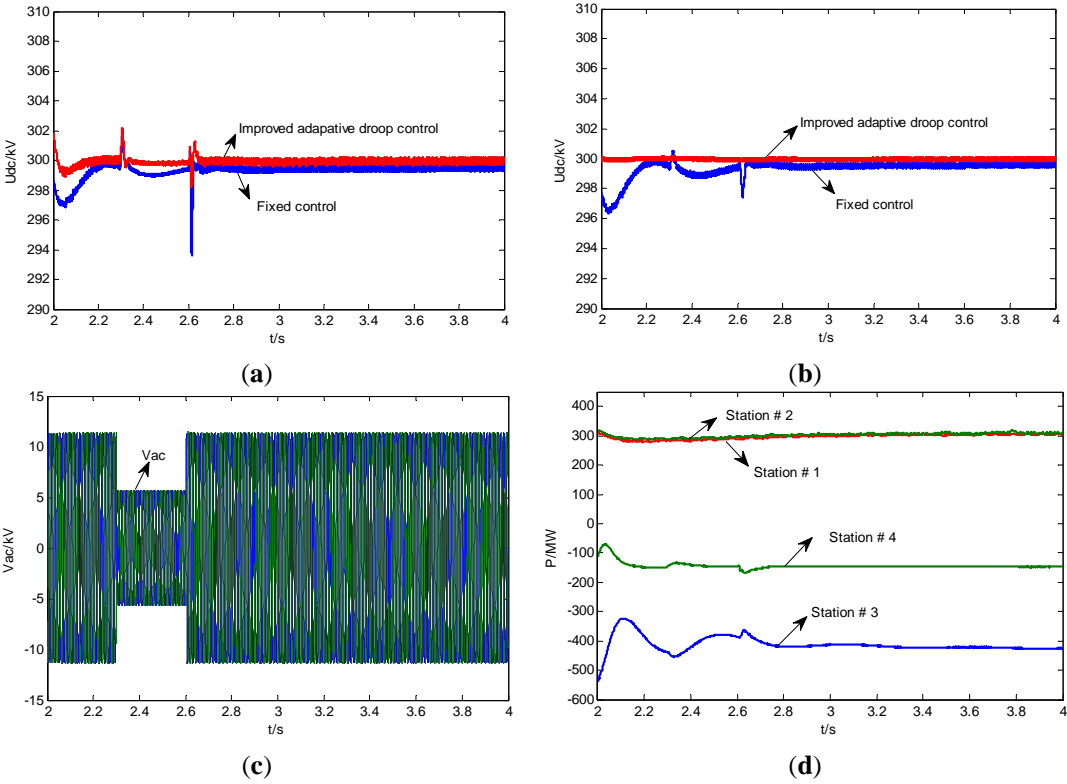 310
308
306
304
302
300
298
296
294
292
290
Udc/kV
Improved adapative droop control
Fixed control
2 2.2 2.4 2.6 2.8 3 3.2 3.4 3.6 3.8 4
t/s
(a)
310
308
306
304
302
300
298
296
294
292
290
Udc/kV
Improved adaptive droop control
Fixed control
2 2.2 2.4 2.6 2.8 3 3.2 3.4 3.6 3.8 4
t/s
(b)
15
10
5
0
-5
-10
-15
Vac/kV
Vac
2 2.2 2.4 2.6 2.8 3 3.2 3.4 3.6 3.8 4
t/s
(c)
400
300
200
100
0
-100
-200
-300
-400
-500
-600
P/MW
Station # 2
Station # 1
Station # 4
Station # 3
2 2.2 2.4 2.6 2.8 3 3.2 3.4 3.6 3.8 4
t/s
(d)